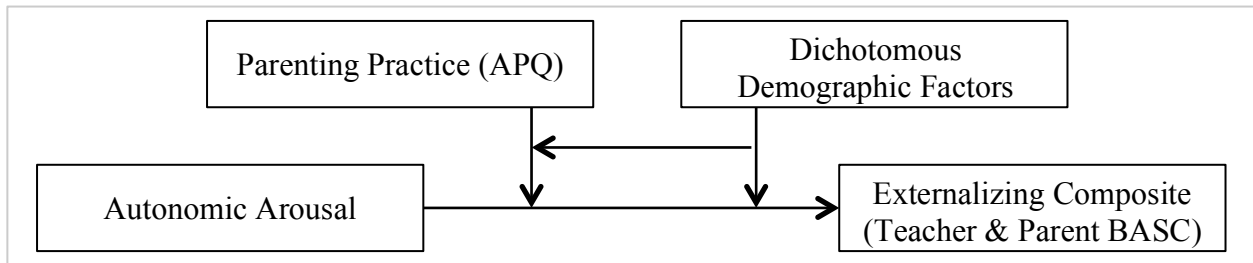 Parenting Practice (APQ)
Dichotomous
Demographic Factors
Autonomic Arousal
Externalizing Composite
(Teacher & Parent BASC)